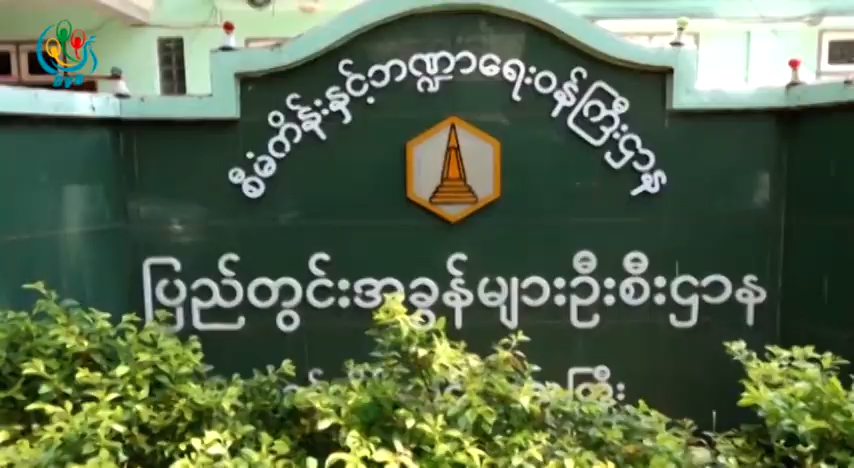 စီမံကိန်းနှင့်ဘဏ္ဍာရေးဝန်ကြီးဌာန
ပြည်တွင်းအခွန်များဦးစီးဌာန